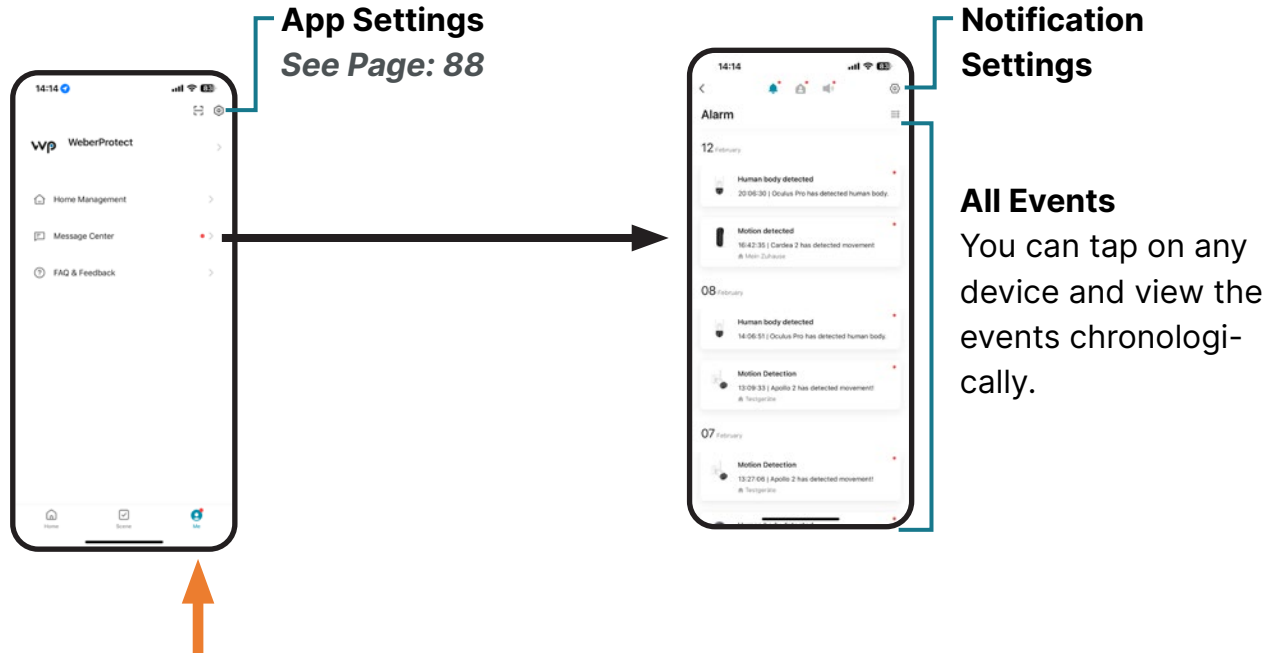 App Settings
See Page: 88
14:14
83
WeberProtect
Home Management
Message Center
FAQ & Feedback
Home
Scene
Me
Notification
Settings
14:14
83
Alarm
12 February
Human body detected
20:06:30 | Oculus Pro has detected human body.
Motion detected
16:42:35 | Cardea 2 has detected movement
Mein Zuhause
08 February
Human body detected
14:06:51 | Oculus Pro has detected human body.
Motion Detection
13:09:33 | Apollo 2 has detected movement!
Testgeräte
07 February
Motion Detection
13:27:06 | Apollo 2 has detected movement!
Testgeräte
All Events
You can tap on any
device and view the
events chronologi-
cally.